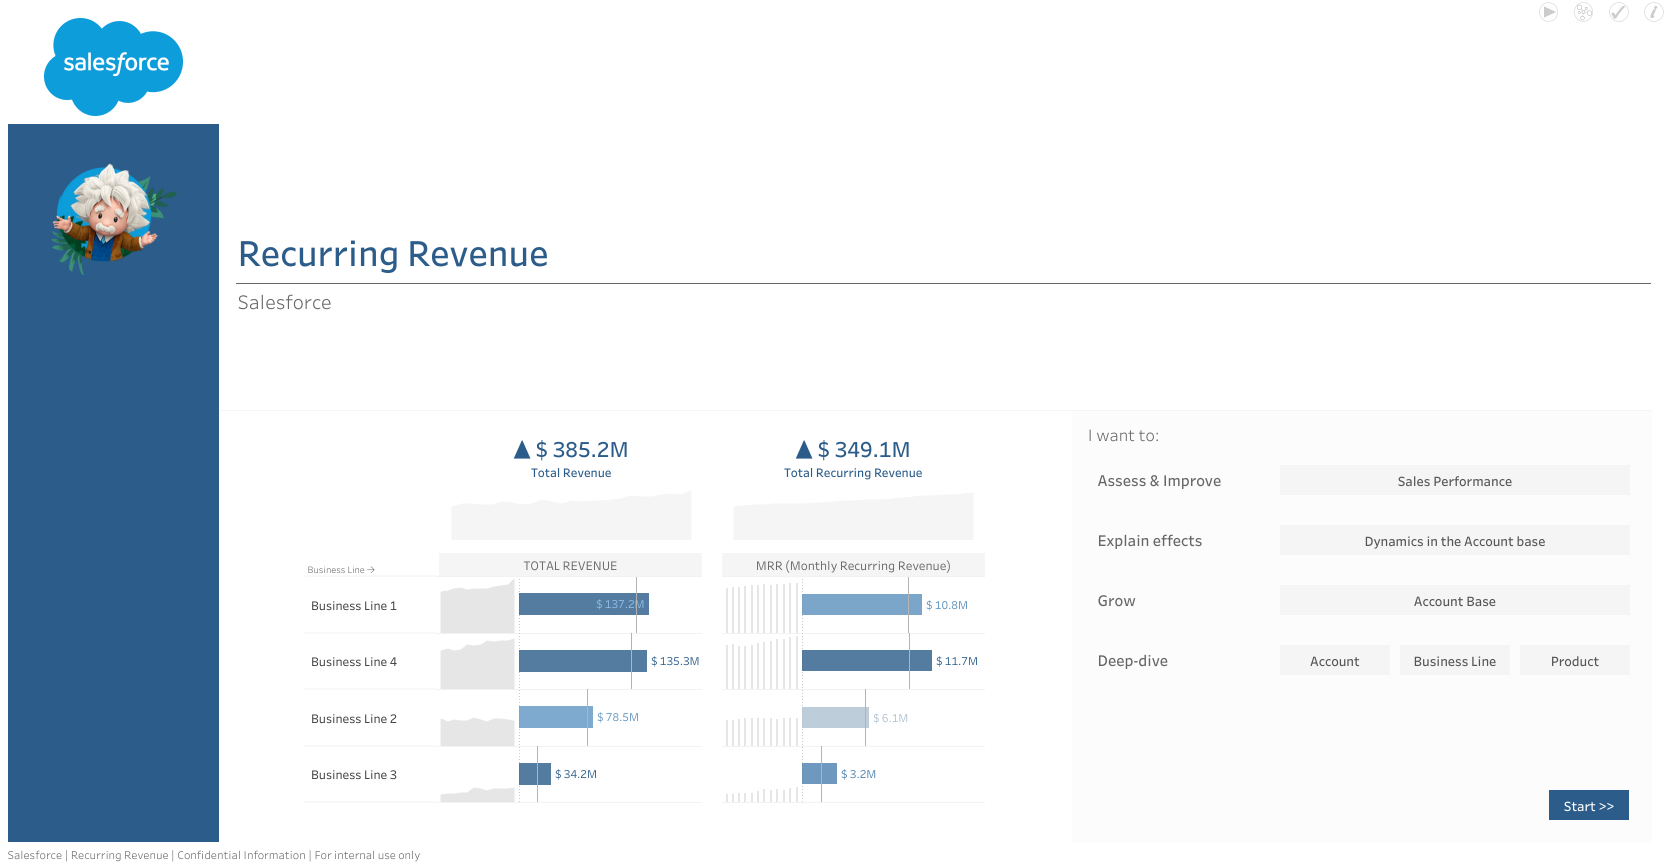 salesforce
Recurring Revenue
Salesforce
▲ $ 385.2M
Total Revenue
▲ $ 349.1M
Total Recurring Revenue
Business Line →
TOTAL REVENUE
MRR (Monthly Recurring Revenue)
Business Line 1
$ 137.2M
$ 10.8M
Business Line 4
$ 135.3M
$ 11.7M
Business Line 2
$ 78.5M
$ 6.1M
Business Line 3
$ 34.2M
$ 3.2M
I want to:
Assess & Improve
Sales Performance
Explain effects
Dynamics in the Account base
Grow
Account Base
Deep-dive
Account
Business Line
Product
Start >>
Salesforce | Recurring Revenue | Confidential Information | For internal use only